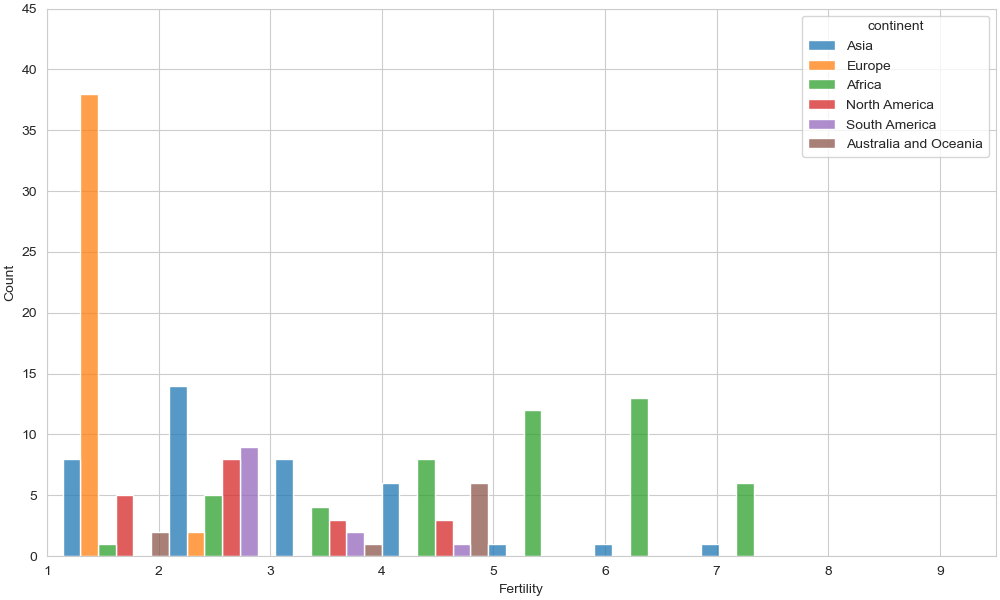 45
40
35
30
25
20
15
10
5
0
Count
1 2 3 4 5 6 7 8 9
Fertility
continent
Asia
Europe
Africa
North America
South America
Australia and Oceania